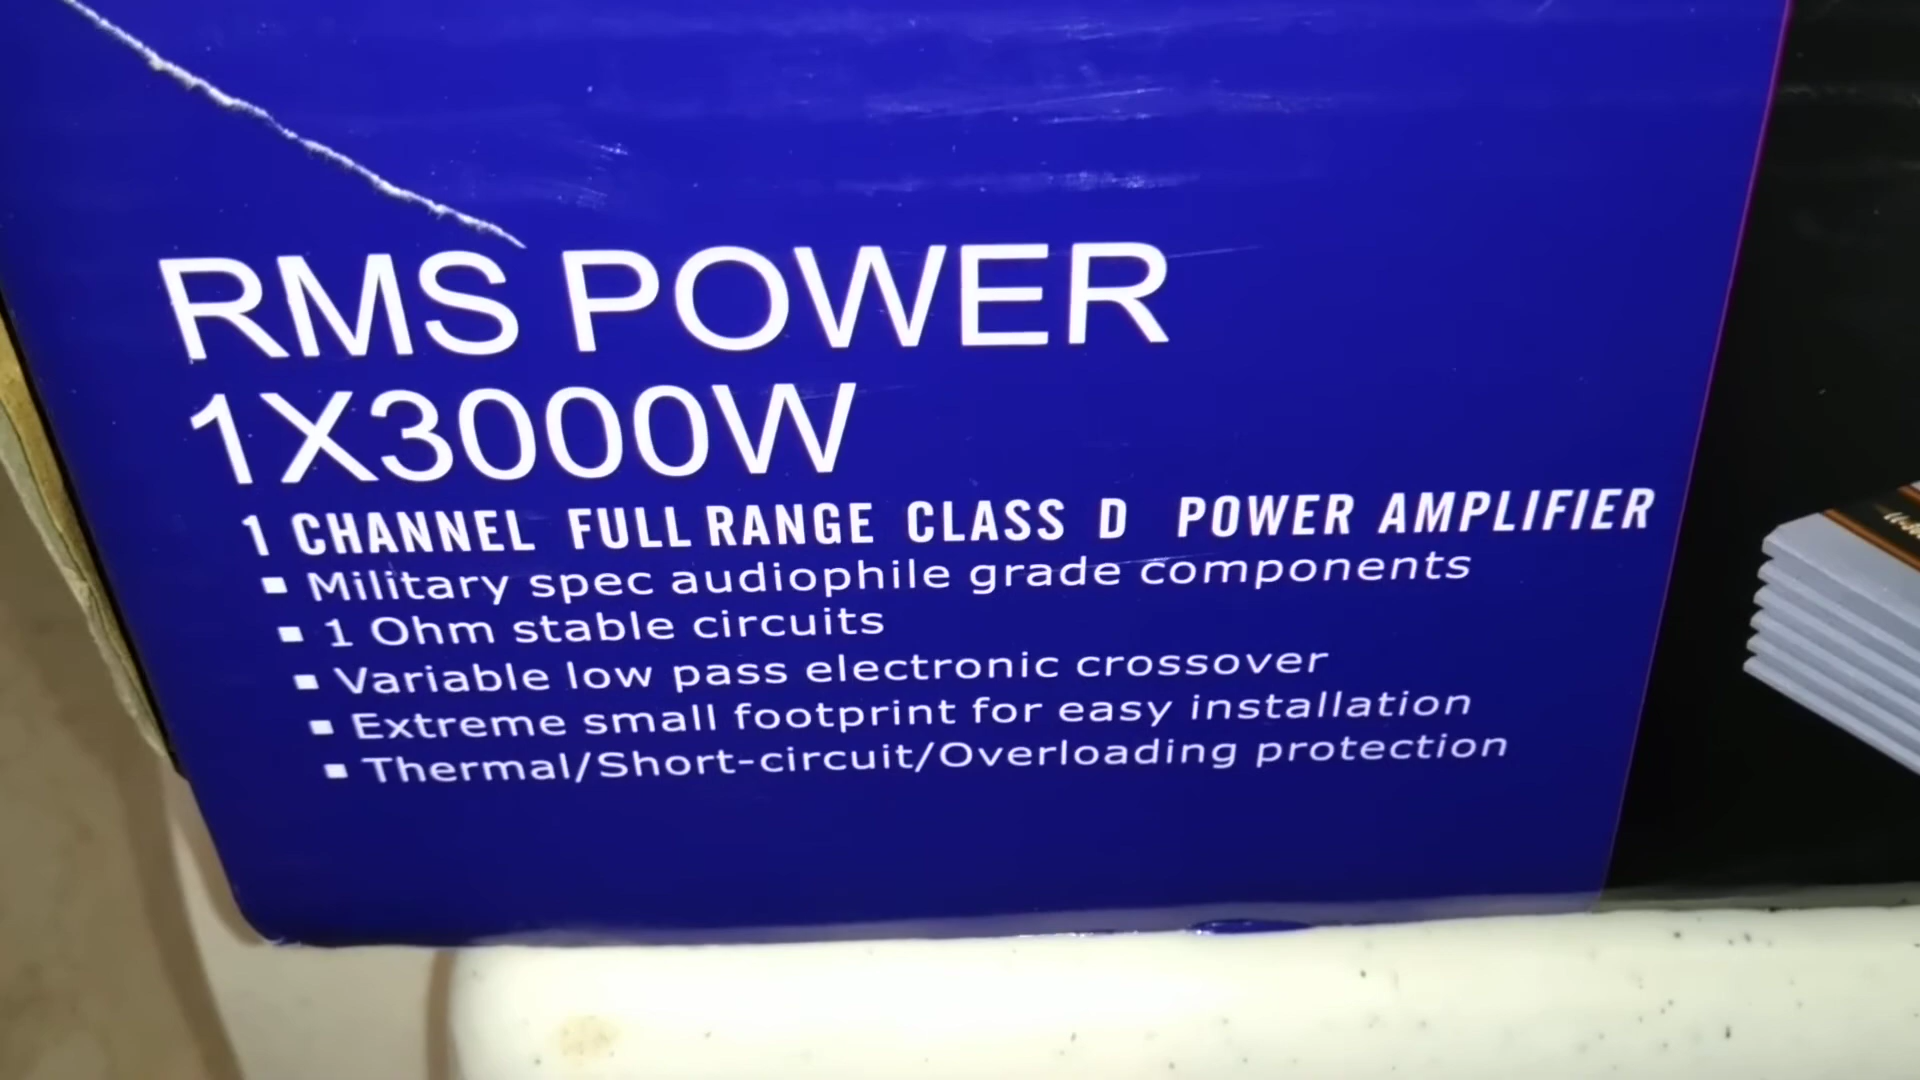 RMS POWER
1X3000W
1 CHANNEL FULL RANGE CLASS D POWER AMPLIFIER
▪ Military spec audiophile grade components
▪ 1 Ohm stable circuits
▪ Variable low pass electronic crossover
▪ Extreme small footprint for easy installation
▪ Thermal/Short-circuit/Overloading protection